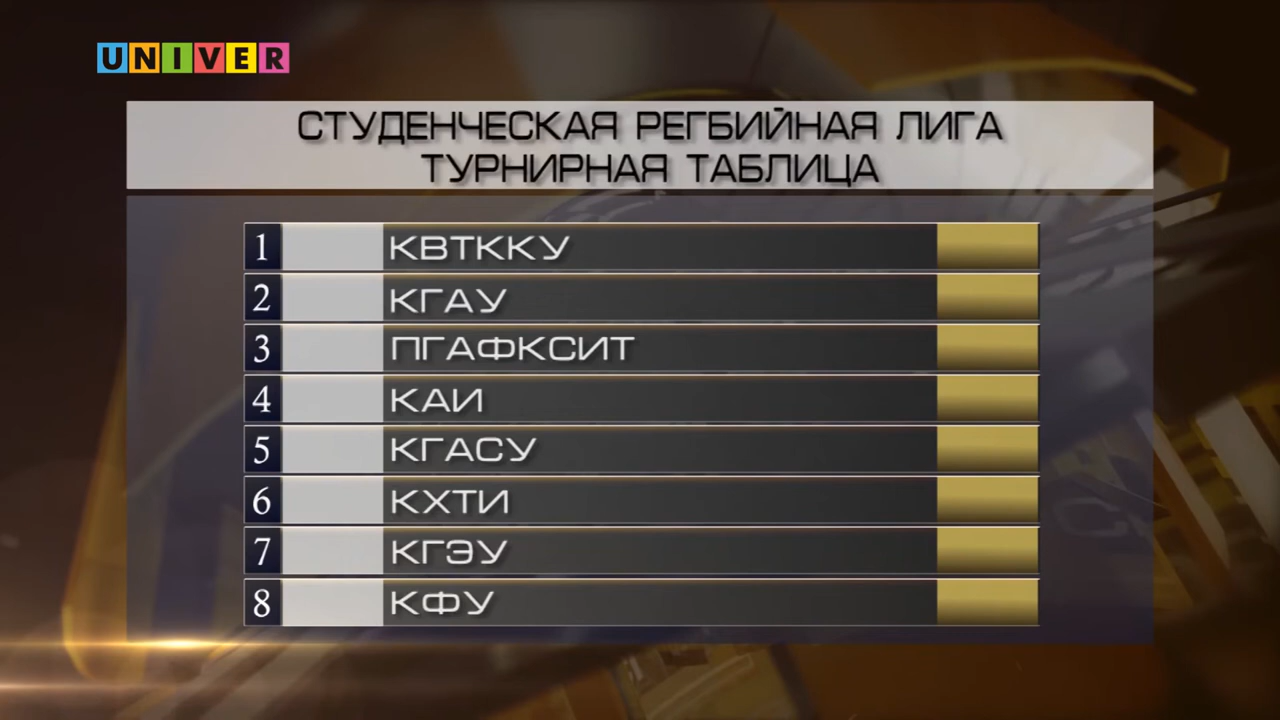 UNIVER
СТУДЕНЧЕСКАЯ РЕГБИЙНАЯ ЛИГА
ТУРНИРНАЯ ТАБЛИЦА
1 КВТККУ
2 КГАУ
3 ПГАФКСИТ
4 КАИ
5 КГАСУ
6 КХТИ
7 КГЭУ
8 КФУ